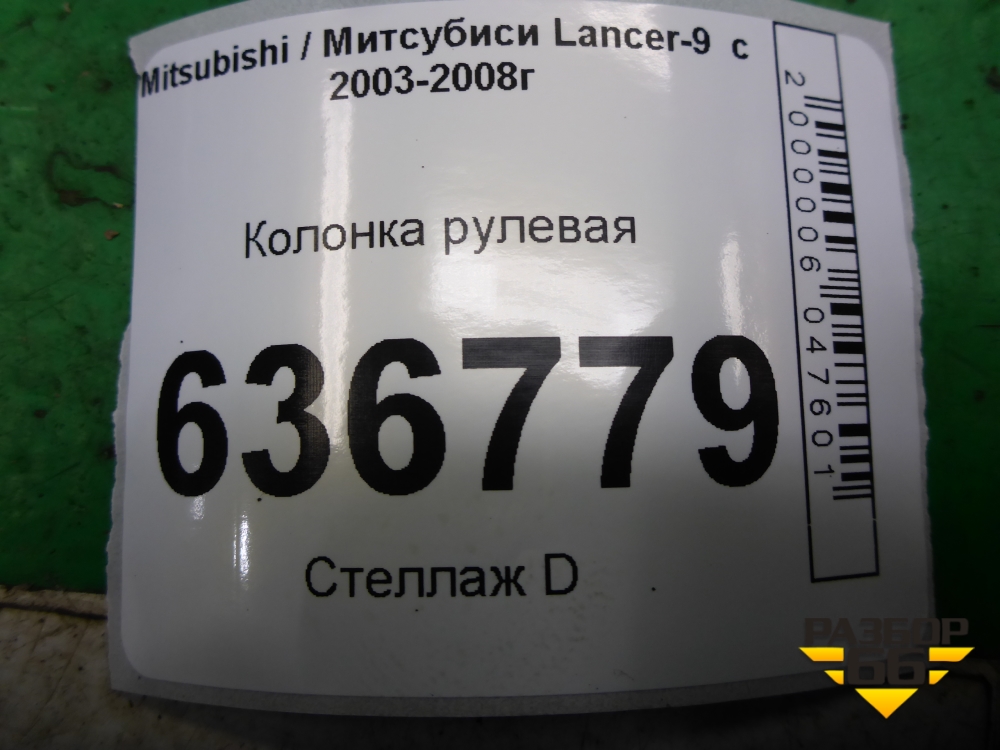 Mitsubishi / Митсубиси Lancer-9 с
2003-2008г
Колонка рулевая
636779
Стеллаж D
2000006047601
РАЗБОР
66